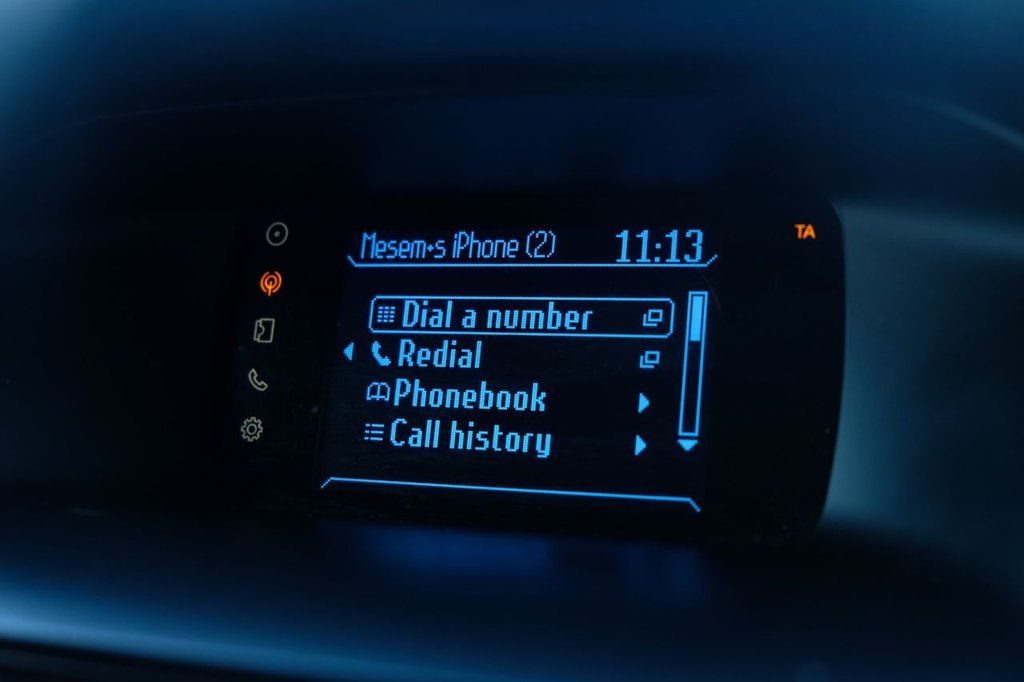 Mesem+s iPhone (2) 11:13
TA
Dial a number
Redial
Phonebook
Call history